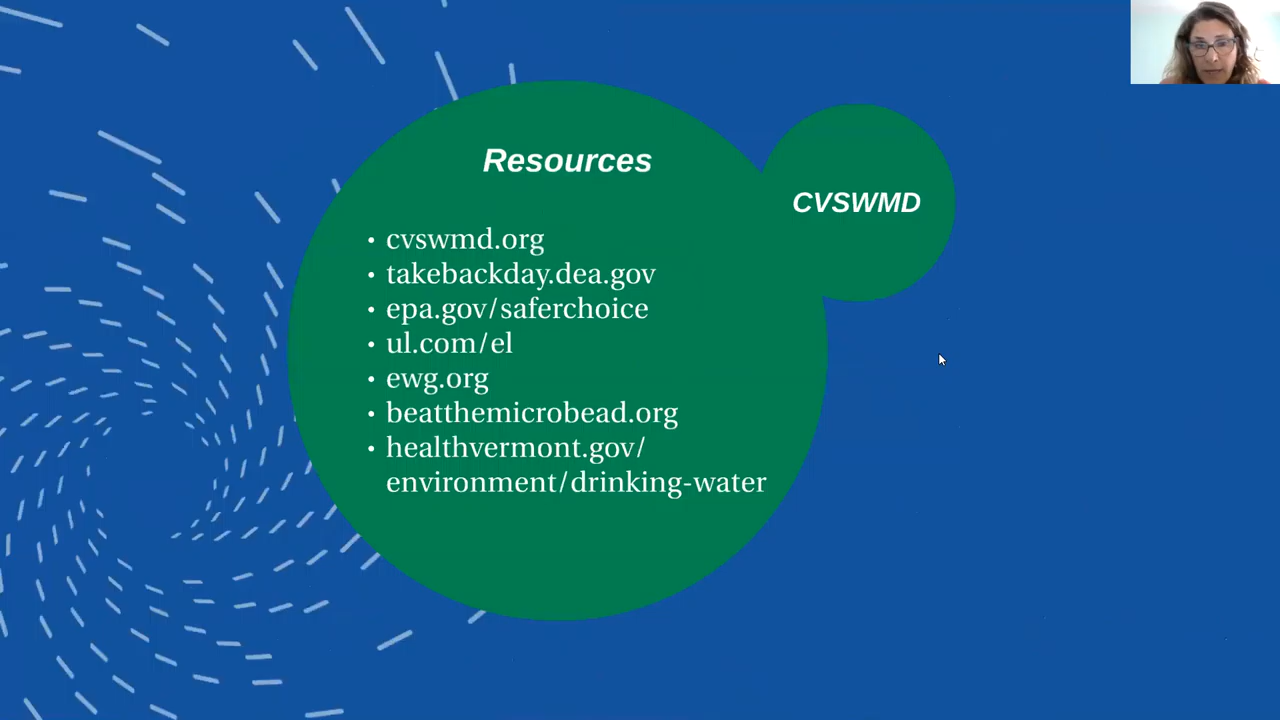 Resources
CVSWMD
• cvswmd.org
• takebackday.dea.gov
• epa.gov/saferchoice
• ul.com/el
• ewg.org
• beatthemicrobead.org
• healthvermont.gov/
environment/drinking-water